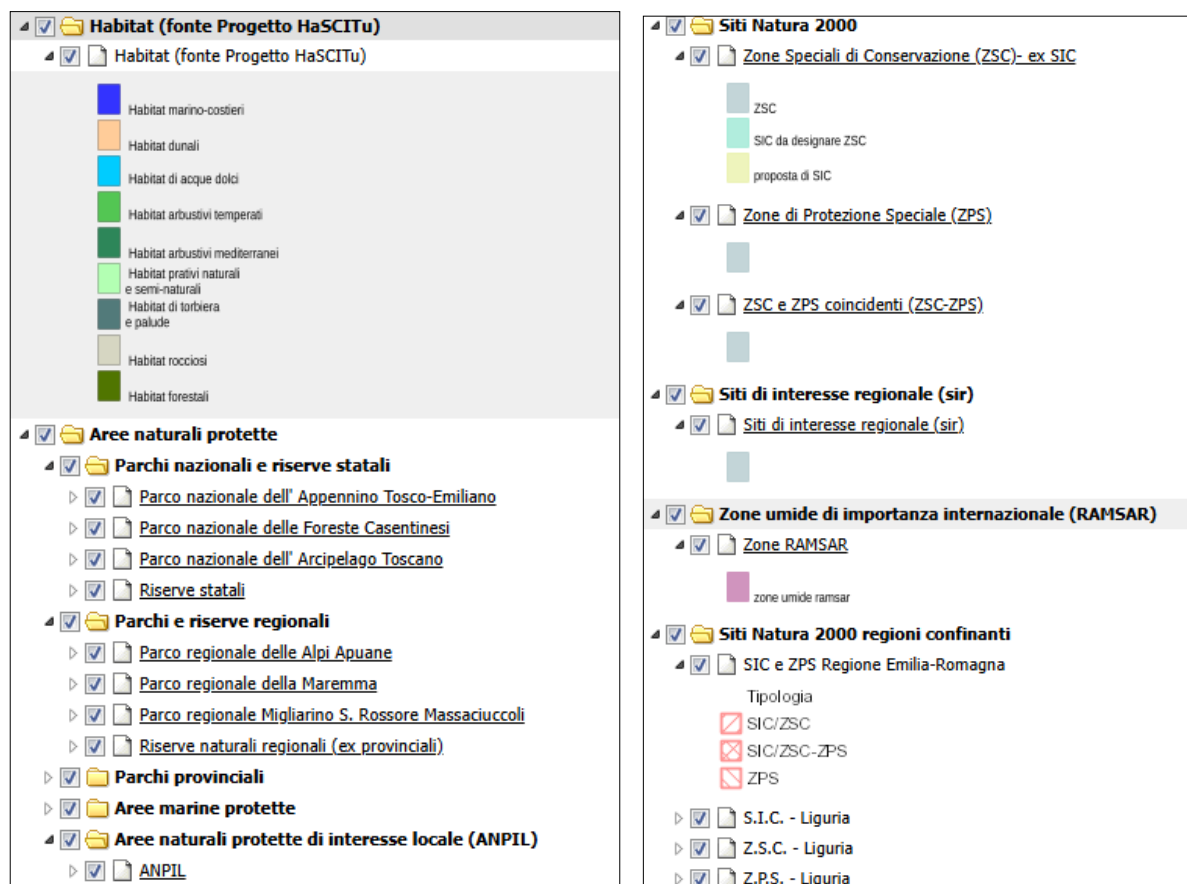 Habitat (fonte Progetto HaSCITu)
Habitat (fonte Progetto HaSCITu)
Habitat marino-costieri
Habitat dunali
Habitat di acque dolci
Habitat arbustivi temperati
Habitat arbustivi mediterranei
Habitat prativi naturali
e semi-naturali
Habitat di torbiera
e palude
Habitat rocciosi
Habitat forestali
Aree naturali protette
Parchi nazionali e riserve statali
Parco nazionale dell' Appennino Tosco-Emiliano
Parco nazionale delle Foreste Casentinesi
Parco nazionale dell' Arcipelago Toscano
Riserve statali
Parchi e riserve regionali
Parco regionale delle Alpi Apuane
Parco regionale della Maremma
Parco regionale Migliarino S. Rossore Massaciuccoli
Riserve naturali regionali (ex provinciali)
Parchi provinciali
Aree marine protette
Aree naturali protette di interesse locale (ANPIL)
ANPIL
Siti Natura 2000
Zone Speciali di Conservazione (ZSC)- ex SIC
ZSC
SIC da designare ZSC
proposta di SIC
Zone di Protezione Speciale (ZPS)
ZSC e ZPS coincidenti (ZSC-ZPS)
Siti di interesse regionale (sir)
Siti di interesse regionale (sir)
Zone umide di importanza internazionale (RAMSAR)
Zone RAMSAR
zone umide ramsar
Siti Natura 2000 regioni confinanti
SIC e ZPS Regione Emilia-Romagna
Tipologia
SIC/ZSC
SIC/ZSC-ZPS
ZPS
S.I.C. - Liguria
Z.S.C. - Liguria
Z.P.S. - Liguria